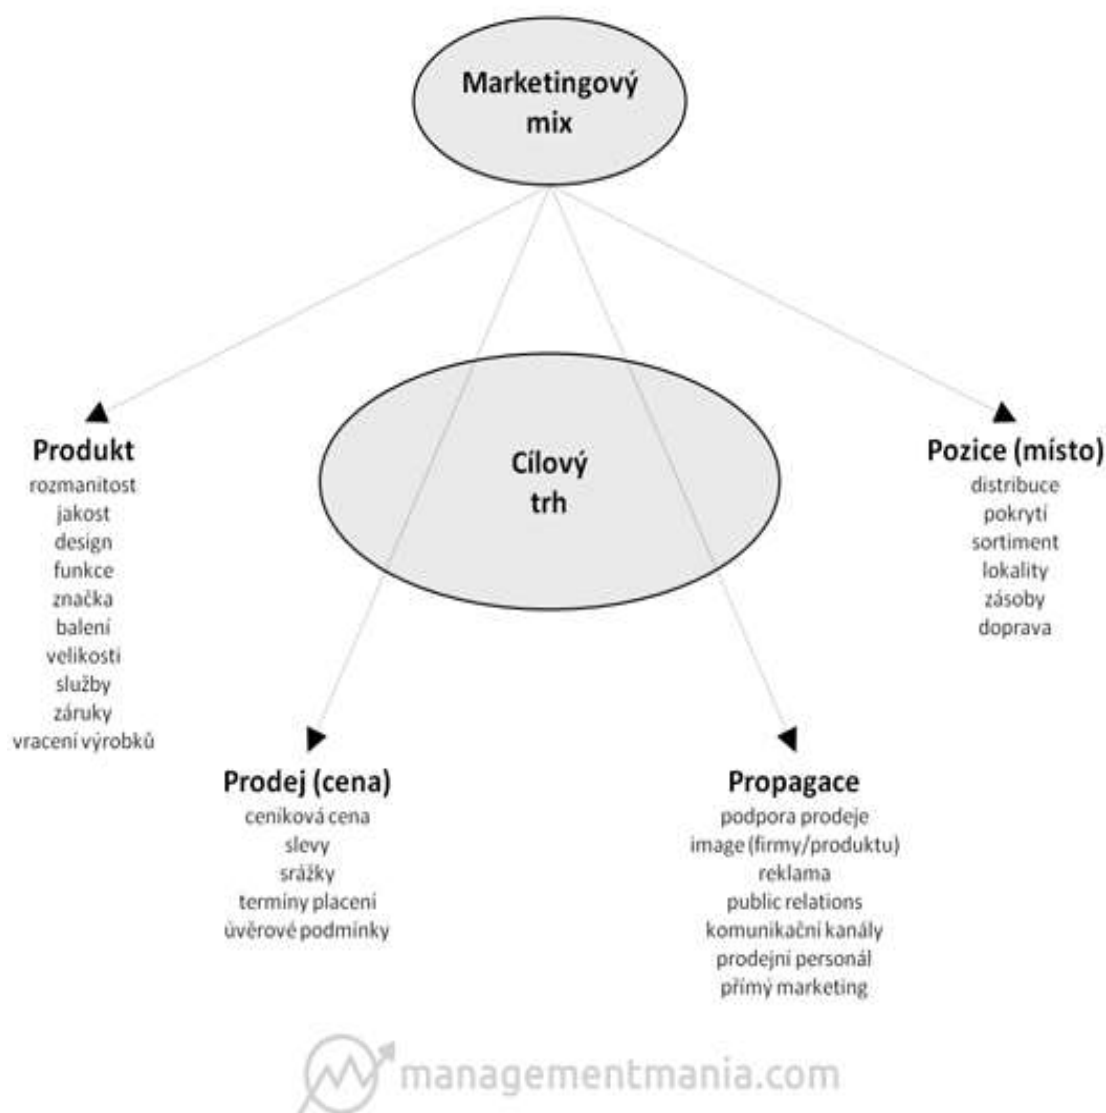 Marketingový
mix
Cílový
trh
Produkt
rozmanitost
jakost
design
funkce
značka
balení
velikosti
služby
záruky
vracení výrobků
Prodej (cena)
ceníková cena
slevy
srážky
termíny placení
úvěrové podmínky
Propagace
podpora prodeje
image (firmy/produktu)
reklama
public relations
komunikační kanály
prodejní personál
přímý marketing
Pozice (místo)
distribuce
pokrytí
sortiment
lokality
zásoby
doprava
managementmania.com